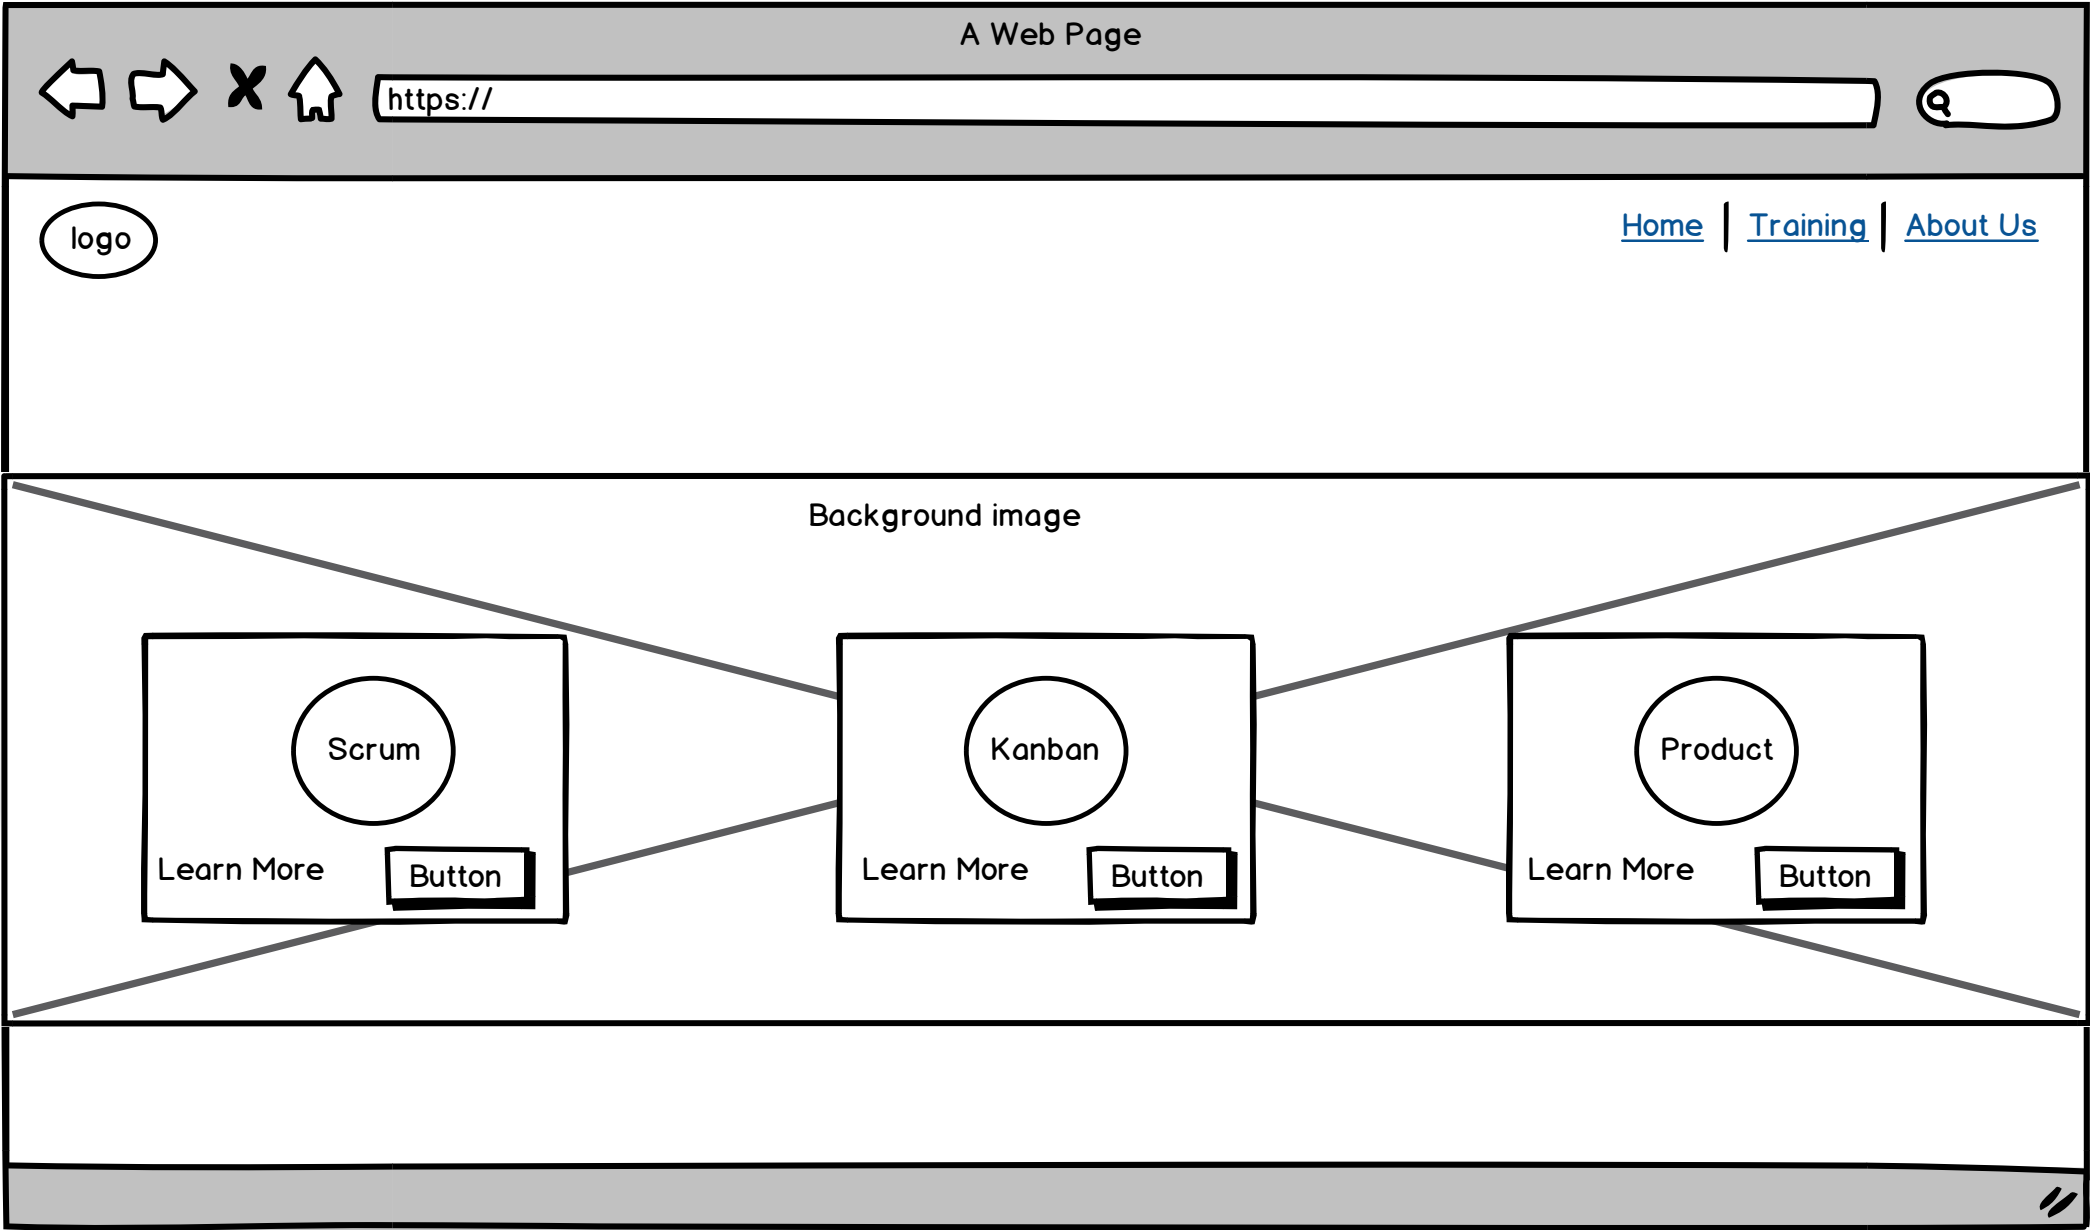 A Web Page
https://
logo
Home
Training
About Us
Background image
Scrum
Kanban
Product
Learn More
Button
Learn More
Button
Learn More
Button